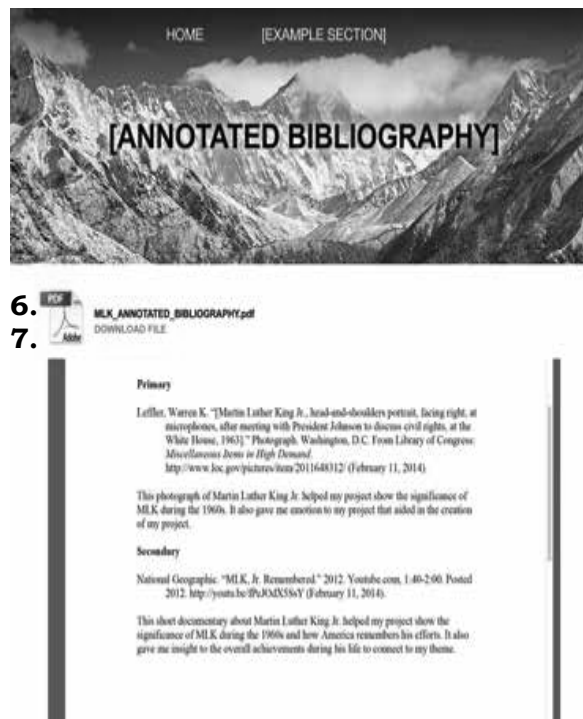 HOME [EXAMPLE SECTION]
[ANNOTATED BIBLIOGRAPHY]
6.
PDF
MLK_ANNOTATED_BIBLIOGRAPHY.pdf
7.
Adobe
DOWNLOAD FILE
Primary
Leffler, Warren K. “[Martin Luther King Jr., head-and-shoulders portrait, facing right, at
microphones, after meeting with President Johnson to discuss civil rights, at the
White House, 1963].” Photograph. Washington, D.C. From Library of Congress:
Miscellaneous Items in High Demand.
http://www.loc.gov/pictures/item/2011648312/ (February 11, 2014).
This photograph of Martin Luther King Jr. helped my project show the significance of
MLK during the 1960s. It also gave me emotion to my project that aided in the creation
of my project.
Secondary
National Geographic. “MLK, Jr. Remembered.” 2012. Youtube.com, 1:40-2:00. Posted
2012. (February 11, 2014).
This short documentary about Martin Luther King Jr. helped my project show the
significance of MLK during the 1960s and how America remembers his efforts. It also
gave me insight to the overall achievements during his life to connect to my theme.